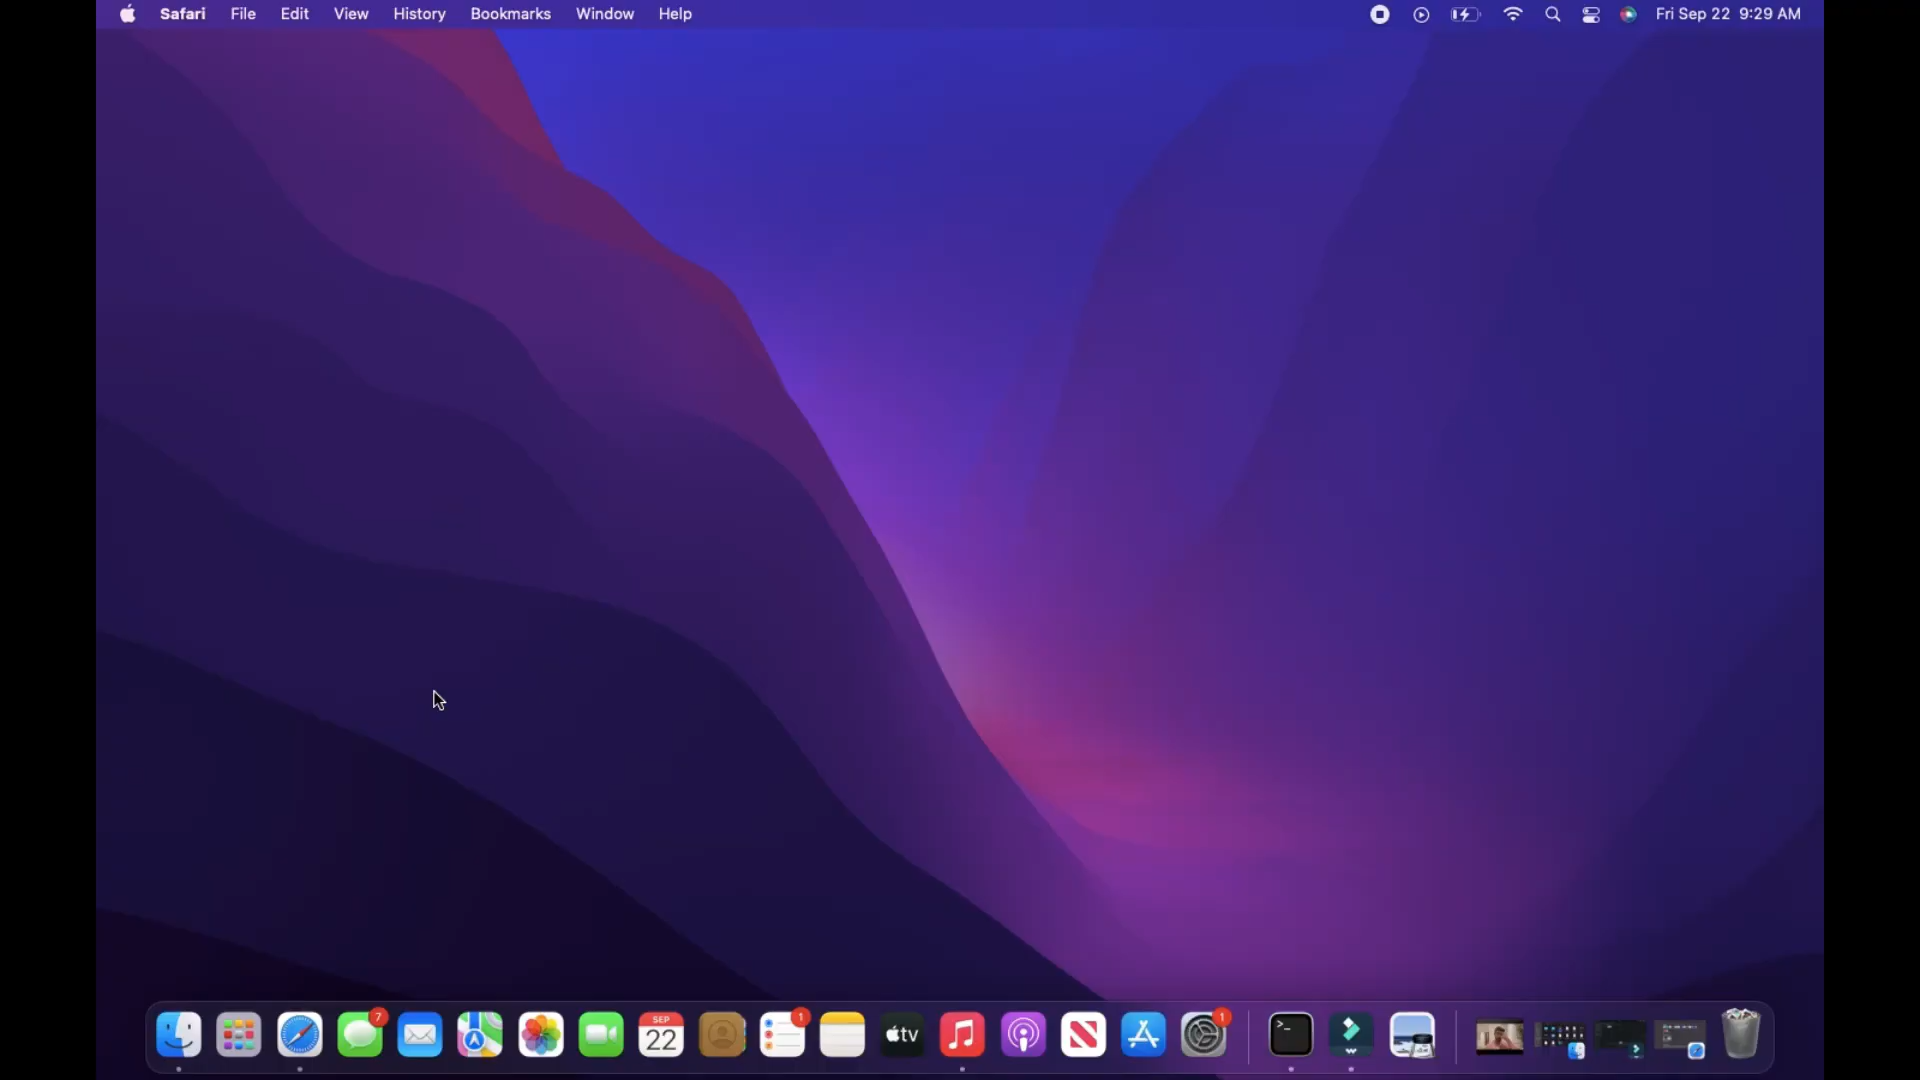 Safari File Edit View History Bookmarks Window Help Fri Sep 22 9:29 AM
7 SEP 22 1 tv 1 >_